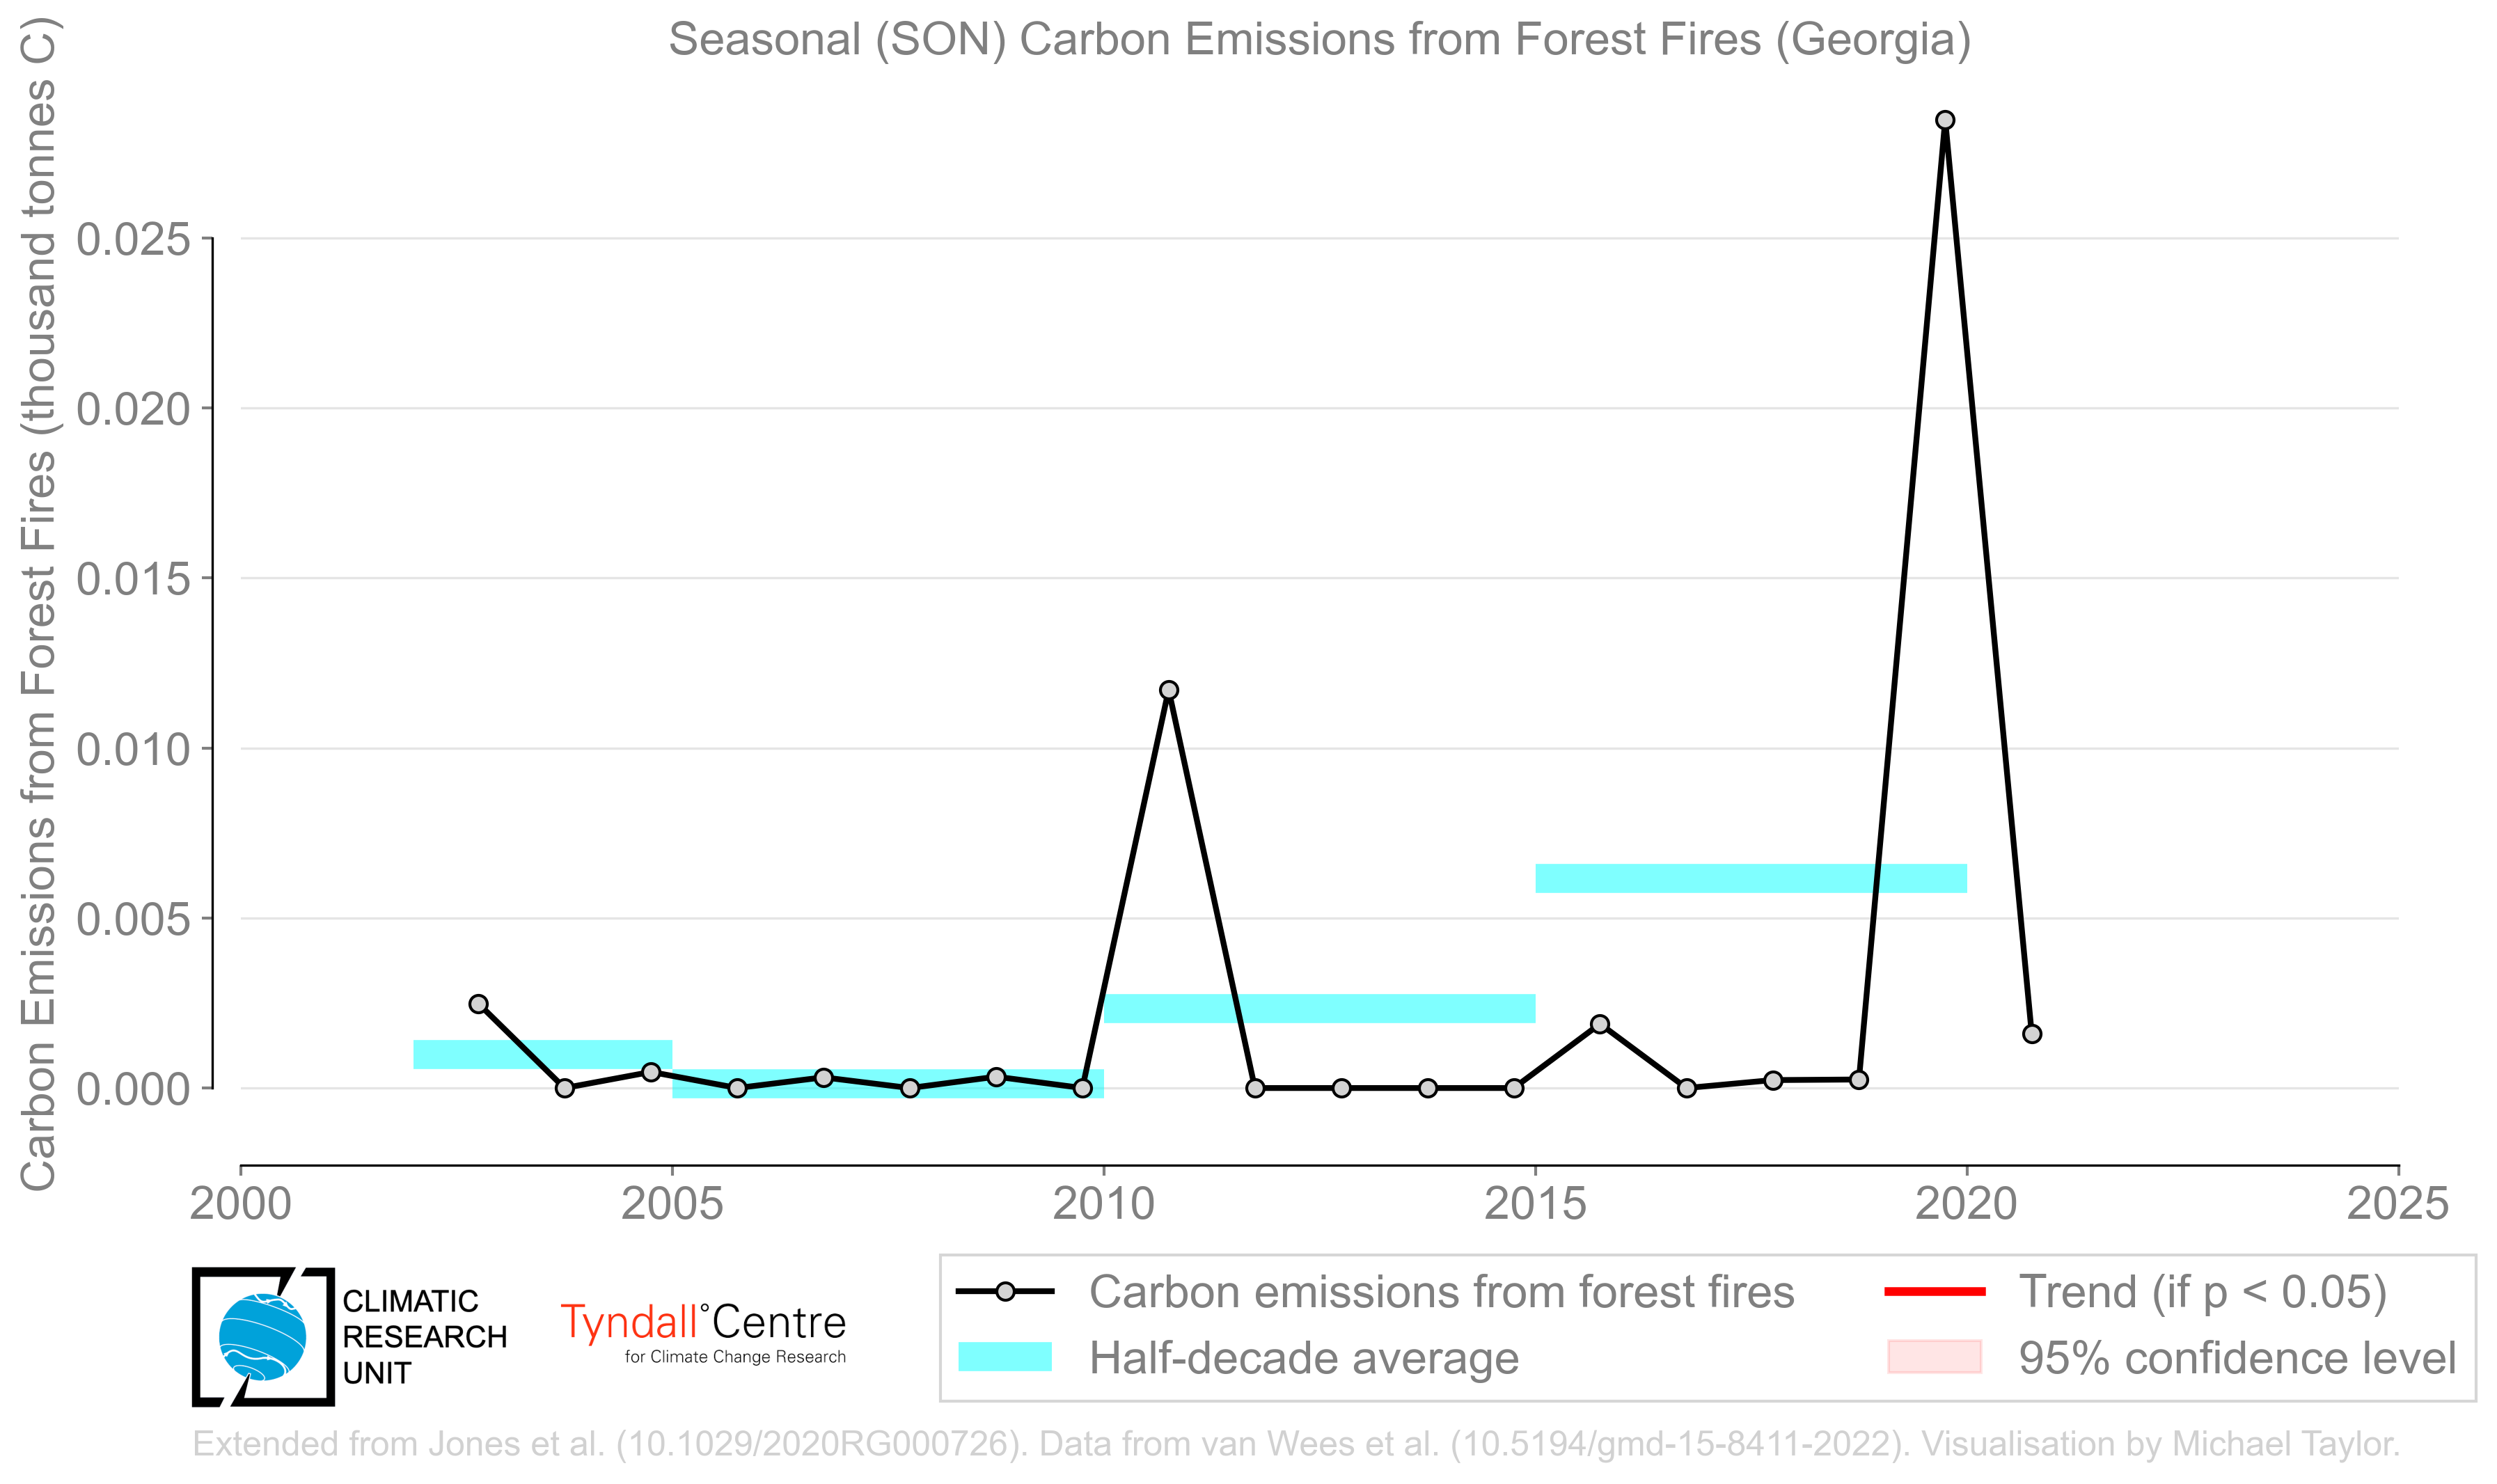 Seasonal (SON) Carbon Emissions from Forest Fires (Georgia)
Carbon Emissions from Forest Fires (thousand tonnes C)
0.025
0.020
0.015
0.010
0.005
0.000
2000
2005
2010
2015
2020
2025
CLIMATIC
RESEARCH
UNIT
Tyndall°Centre
for Climate Change Research
Carbon emissions from forest fires
Half-decade average
Trend (if p < 0.05)
95% confidence level
Extended from Jones et al. (10.1029/2020RG000726). Data from van Wees et al. (10.5194/gmd-15-8411-2022). Visualisation by Michael Taylor.